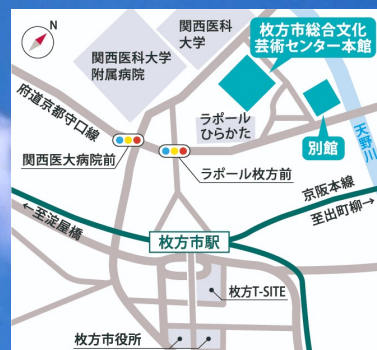 N
関西医科
大学
関西医科大学
附属病院
枚方市総合文化
芸術センター本館
府道京都守口線
ラポール
ひらかた
別館
天野川
関西医大病院前
ラポール枚方前
京阪本線
至出町柳→
←至淀屋橋
枚方市駅
枚方T-SITE
枚方市役所